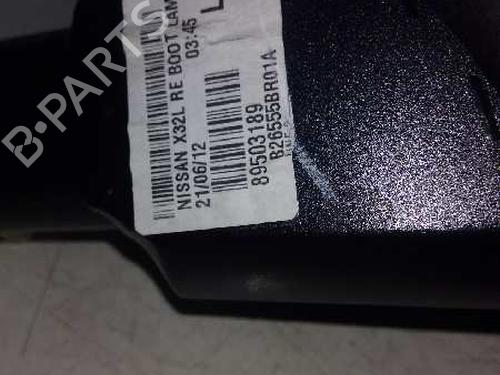 NISSAN X32L RE BOOT LAM
21/06/12 03:45
L
89503189
B26555BR01A
B-PARTS